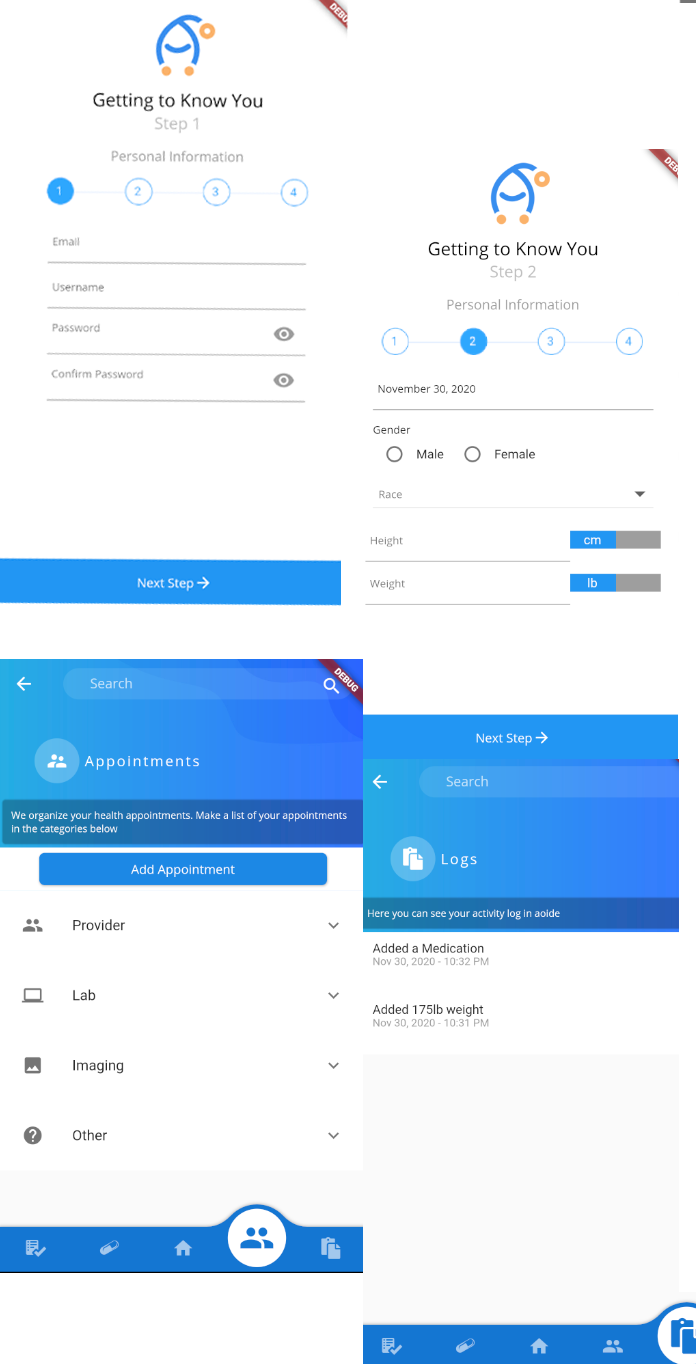 DEBUG
Getting to Know You
Step 1
Personal Information
1 2 3 4
Email
Username
Password
Confirm Password
Next Step
Getting to Know You
Step 2
Personal Information
1 2 3 4
November 30, 2020
Gender
Male Female
Race
Height cm
Weight lb
Next Step
Search
DEBUG
Appointments
We organize your health appointments. Make a list of your appointments
in the categories below
Add Appointment
Provider
Lab
Imaging
Other
Search
Logs
Here you can see your activity log in aolde
Added a Medication
Nov 30, 2020 - 10:32 PM
Added 175lb weight
Nov 30, 2020 - 10:31 PM